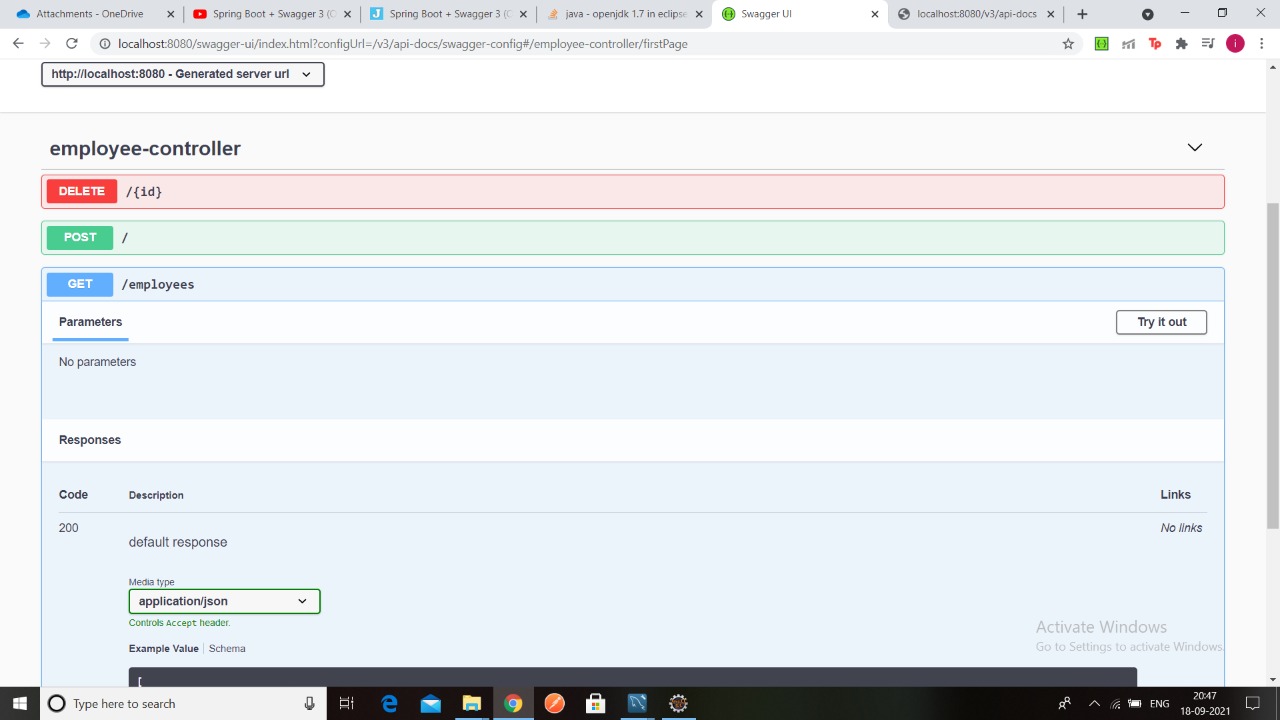 Attachments - OneDrive
Spring Boot + Swagger 3 (
Spring Boot + Swagger 3 (
java - openjdk 17 in eclipse
Swagger UI
localhost:8080/v3/api-docs
localhost:8080/swagger-ui/index.html?configUrl=/v3/api-docs/swagger-config#/employee-controller/firstPage
http://localhost:8080 - Generated server url
employee-controller
DELETE /{id}
POST /
GET /employees
Parameters
Try it out
No parameters
Responses
Code Description Links
200 No links
default response
Media type
application/json
Controls Accept header.
Example Value | Schema
[
Activate Windows
Go to Settings to activate Windows.
Type here to search
ENG
20:47
18-09-2021